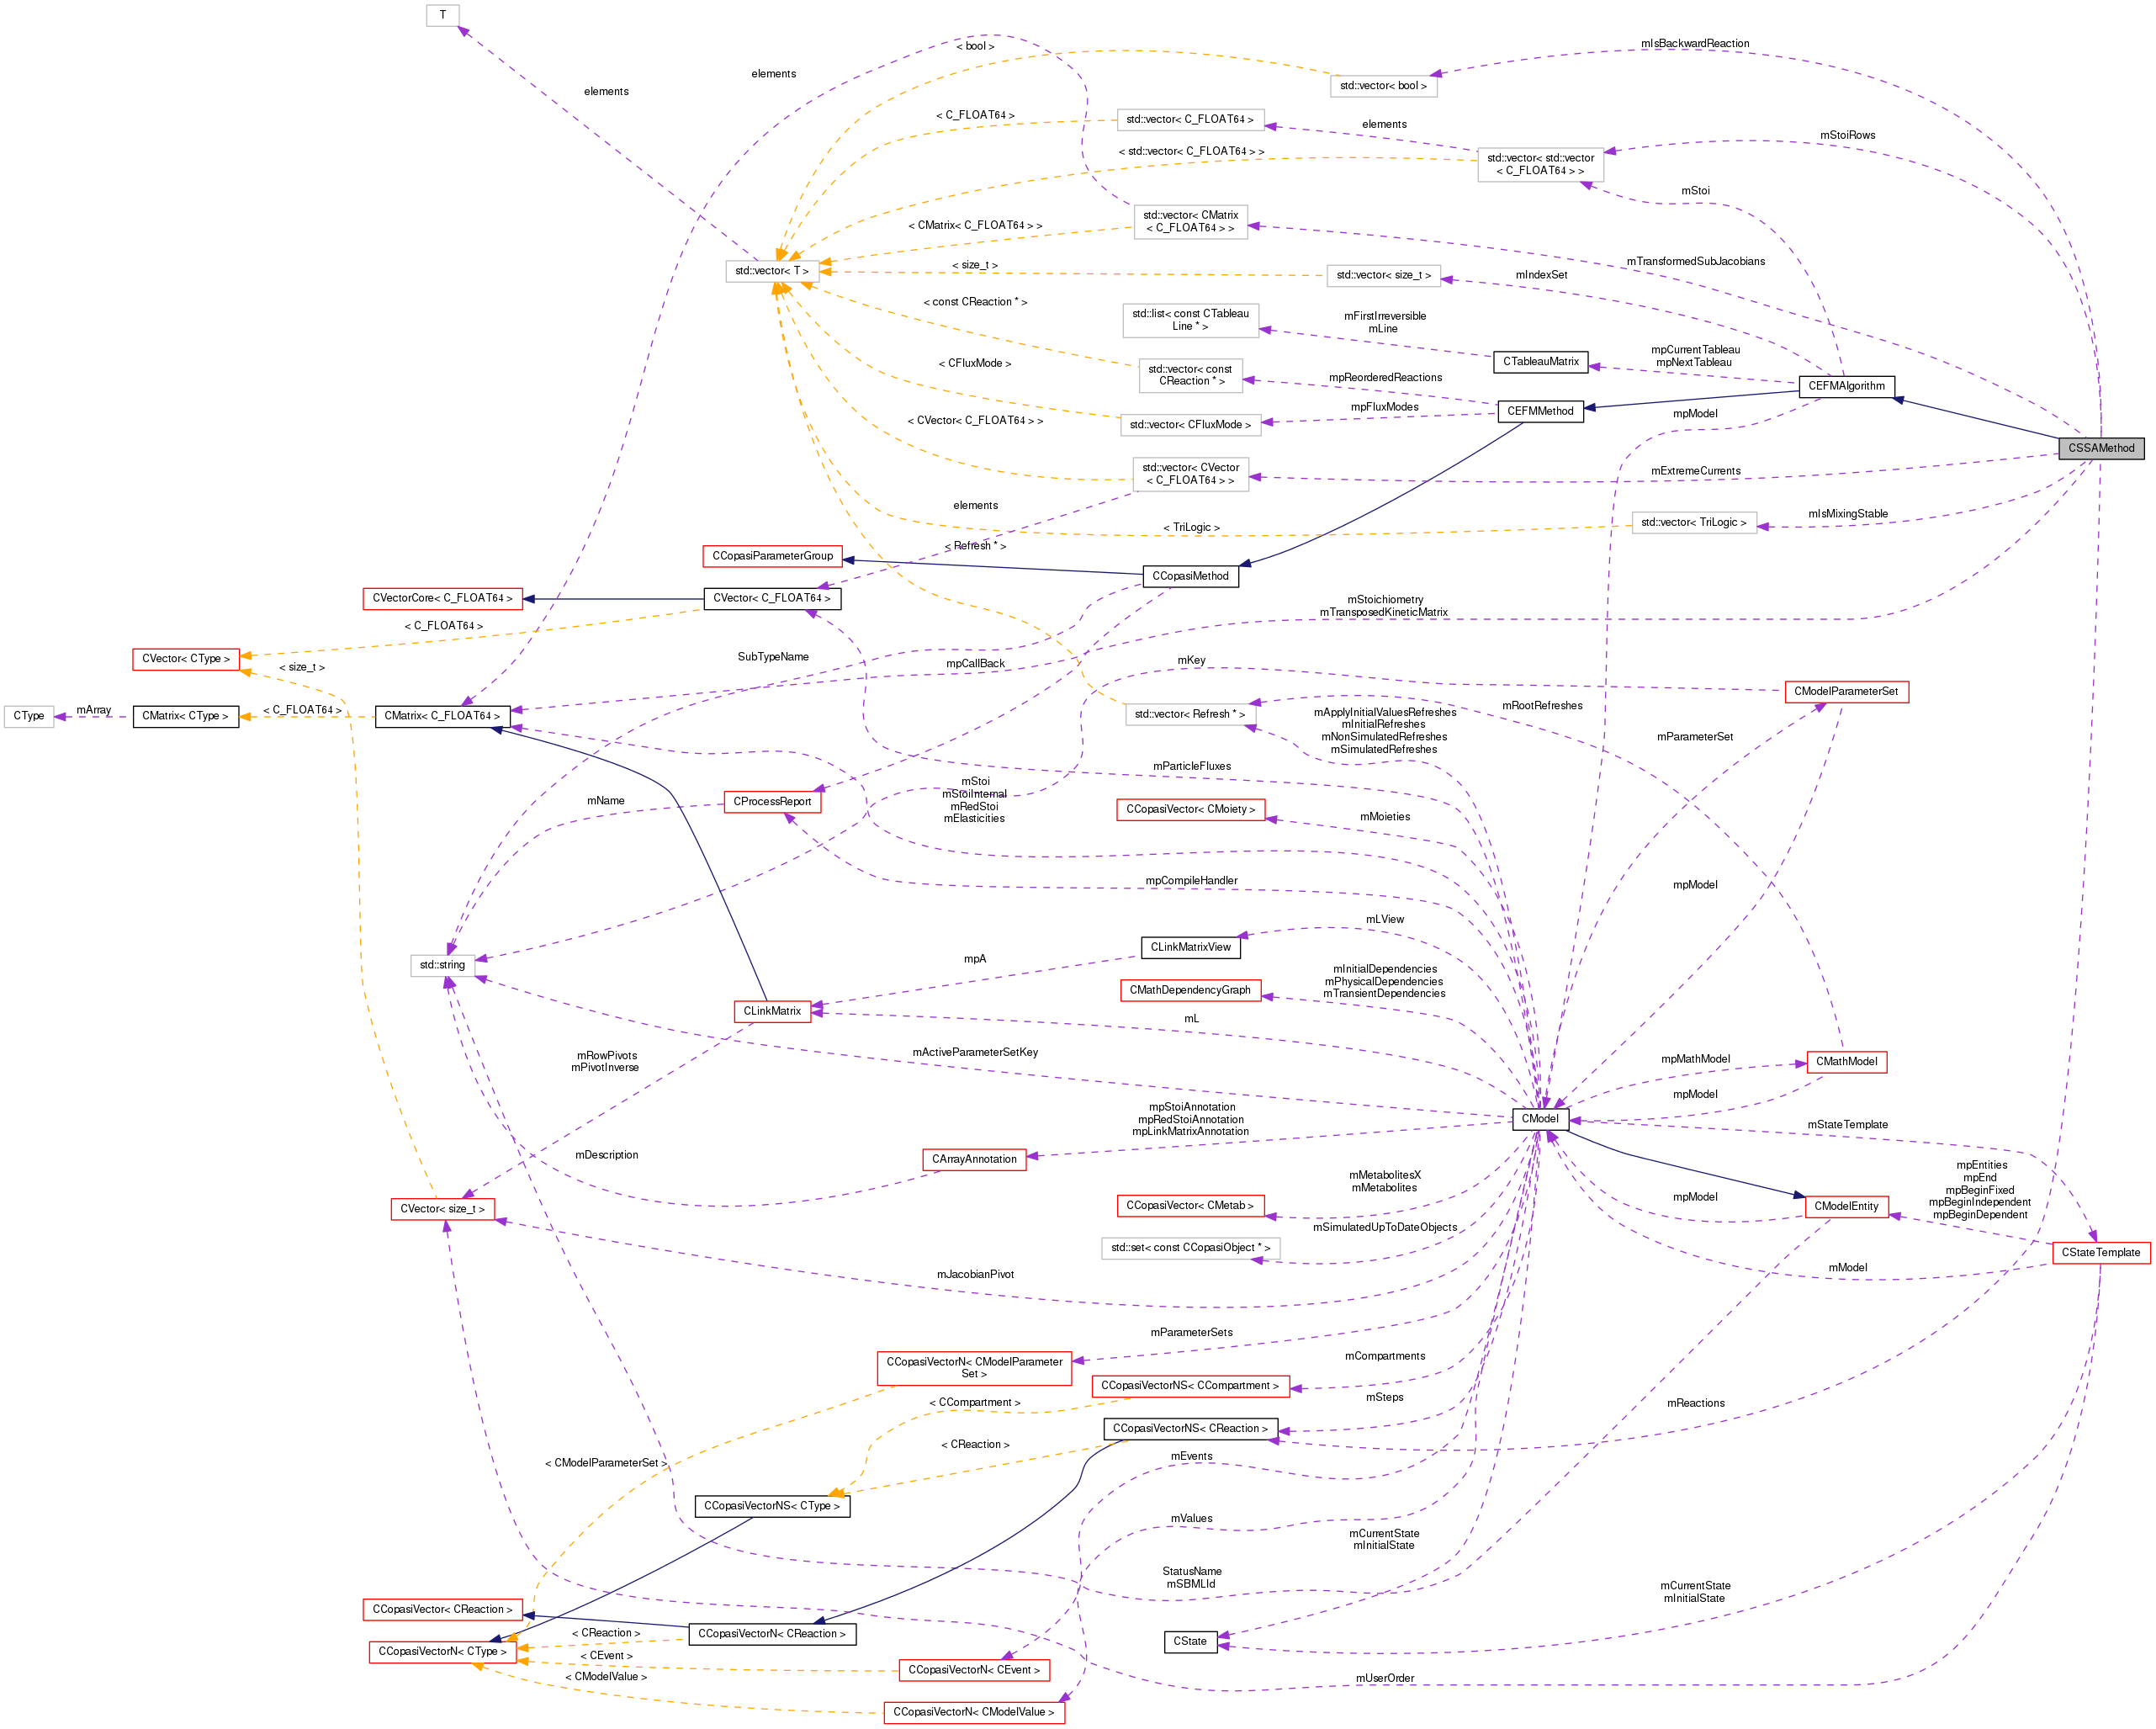 T
< bool >
mIsBackwardReaction
elements
elements
std::vector< bool >
< C_FLOAT64 >
std::vector< C_FLOAT64 >
elements
mStoiRows
< std::vector< C_FLOAT64 > >
std::vector< std::vector
< C_FLOAT64 > >
mStoi
std::vector< CMatrix
< C_FLOAT64 > >
< CMatrix< C_FLOAT64 > >
mTransformedSubJacobians
std::vector< T >
< size_t >
std::vector< size_t >
mIndexSet
< const CReaction * >
std::list< const CTableau
Line * >
mFirstIrreversible
mLine
CTableauMatrix
mpCurrentTableau
mpNextTableau
CEFMAlgorithm
< CFluxMode >
std::vector< const
CReaction * >
mpReorderedReactions
mpFluxModes
CEFMMethod
mpModel
< CVector< C_FLOAT64 > >
std::vector< CFluxMode >
CSSAMethod
std::vector< CVector
< C_FLOAT64 > >
mExtremeCurrents
elements
< TriLogic >
std::vector< TriLogic >
mIsMixingStable
< Refresh * >
CCopasiParameterGroup
CCopasiMethod
CVectorCore< C_FLOAT64 >
CVector< C_FLOAT64 >
mStoichiometry
mTransposedKineticMatrix
< C_FLOAT64 >
CVector< CType >
< size_t >
SubTypeName
mpCallBack
mKey
CModelParameterSet
CType
mArray
CMatrix< CType >
< C_FLOAT64 >
CMatrix< C_FLOAT64 >
std::vector< Refresh * >
mApplyInitialValuesRefreshes
mInitialRefreshes
mNonSimulatedRefreshes
mSimulatedRefreshes
mRootRefreshes
mParameterSet
mParticleFluxes
mStoi
mStoiInternal
mRedStoi
mElasticities
mName
CProcessReport
CCopasiVector< CMoiety >
mMoieties
mpCompileHandler
mpModel
mLView
CLinkMatrixView
mpA
std::string
CLinkMatrix
CMathDependencyGraph
mInitialDependencies
mPhysicalDependencies
mTransientDependencies
mL
mRowPivots
mPivotInverse
mActiveParameterSetKey
mpMathModel
CMathModel
mpModel
CModel
mpStoiAnnotation
mpRedStoiAnnotation
mpLinkMatrixAnnotation
mStateTemplate
mDescription
CArrayAnnotation
CVector< size_t >
mMetabolitesX
mMetabolites
CCopasiVector< CMetab >
mpModel
CModelEntity
mpEntities
mpEnd
mpBeginFixed
mpBeginIndependent
mpBeginDependent
mSimulatedUpToDateObjects
std::set< const CCopasiObject * >
CStateTemplate
mJacobianPivot
mModel
mParameterSets
CCopasiVectorN< CModelParameter
Set >
mCompartments
CCopasiVectorNS< CCompartment >
< CCompartment >
mSteps
mReactions
CCopasiVectorNS< CReaction >
< CReaction >
< CModelParameterSet >
mEvents
CCopasiVectorNS< CType >
mValues
mCurrentState
mInitialState
StatusName
mSBMLId
mCurrentState
mInitialState
CCopasiVector< CReaction >
CCopasiVectorN< CReaction >
< CReaction >
CCopasiVectorN< CType >
CState
< CEvent >
CCopasiVectorN< CEvent >
< CModelValue >
mUserOrder
CCopasiVectorN< CModelValue >